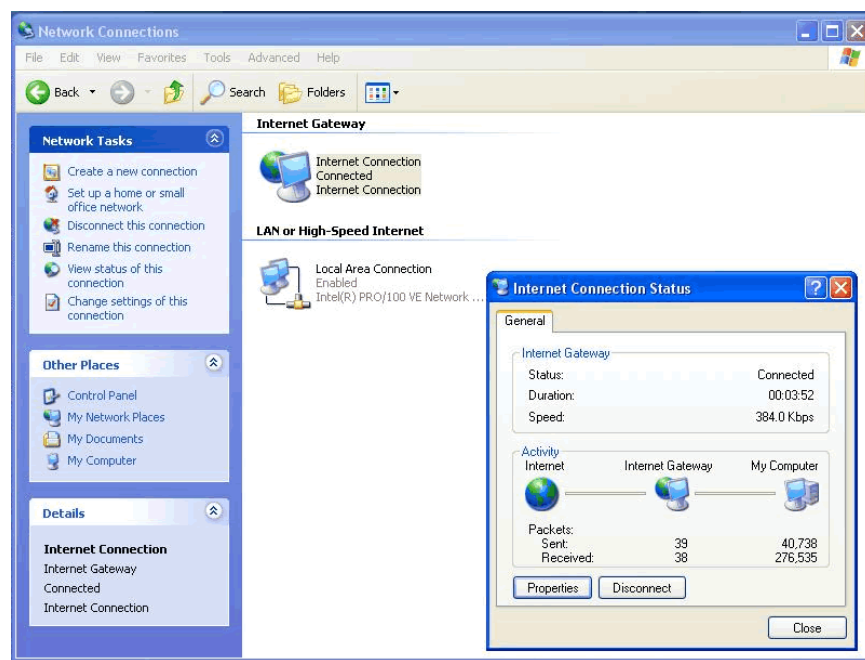 Network Connections
File Edit View Favorites Tools Advanced Help
Back Search Folders
Network Tasks
Create a new connection
Set up a home or small
office network
Disconnect this connection
Rename this connection
View status of this
connection
Change settings of this
connection
Other Places
Control Panel
My Network Places
My Documents
My Computer
Details
Internet Connection
Internet Gateway
Connected
Internet Connection
Internet Gateway
Internet Connection
Connected
Internet Connection
LAN or High-Speed Internet
Local Area Connection
Enabled
Intel(R) PRO/100 VE Network ...
Internet Connection Status
General
Internet Gateway
Status: Connected
Duration: 00:03:52
Speed: 384.0 Kbps
Activity
Internet Internet Gateway My Computer
Packets:
Sent: 39 40,738
Received: 38 276,535
Properties Disconnect
Close